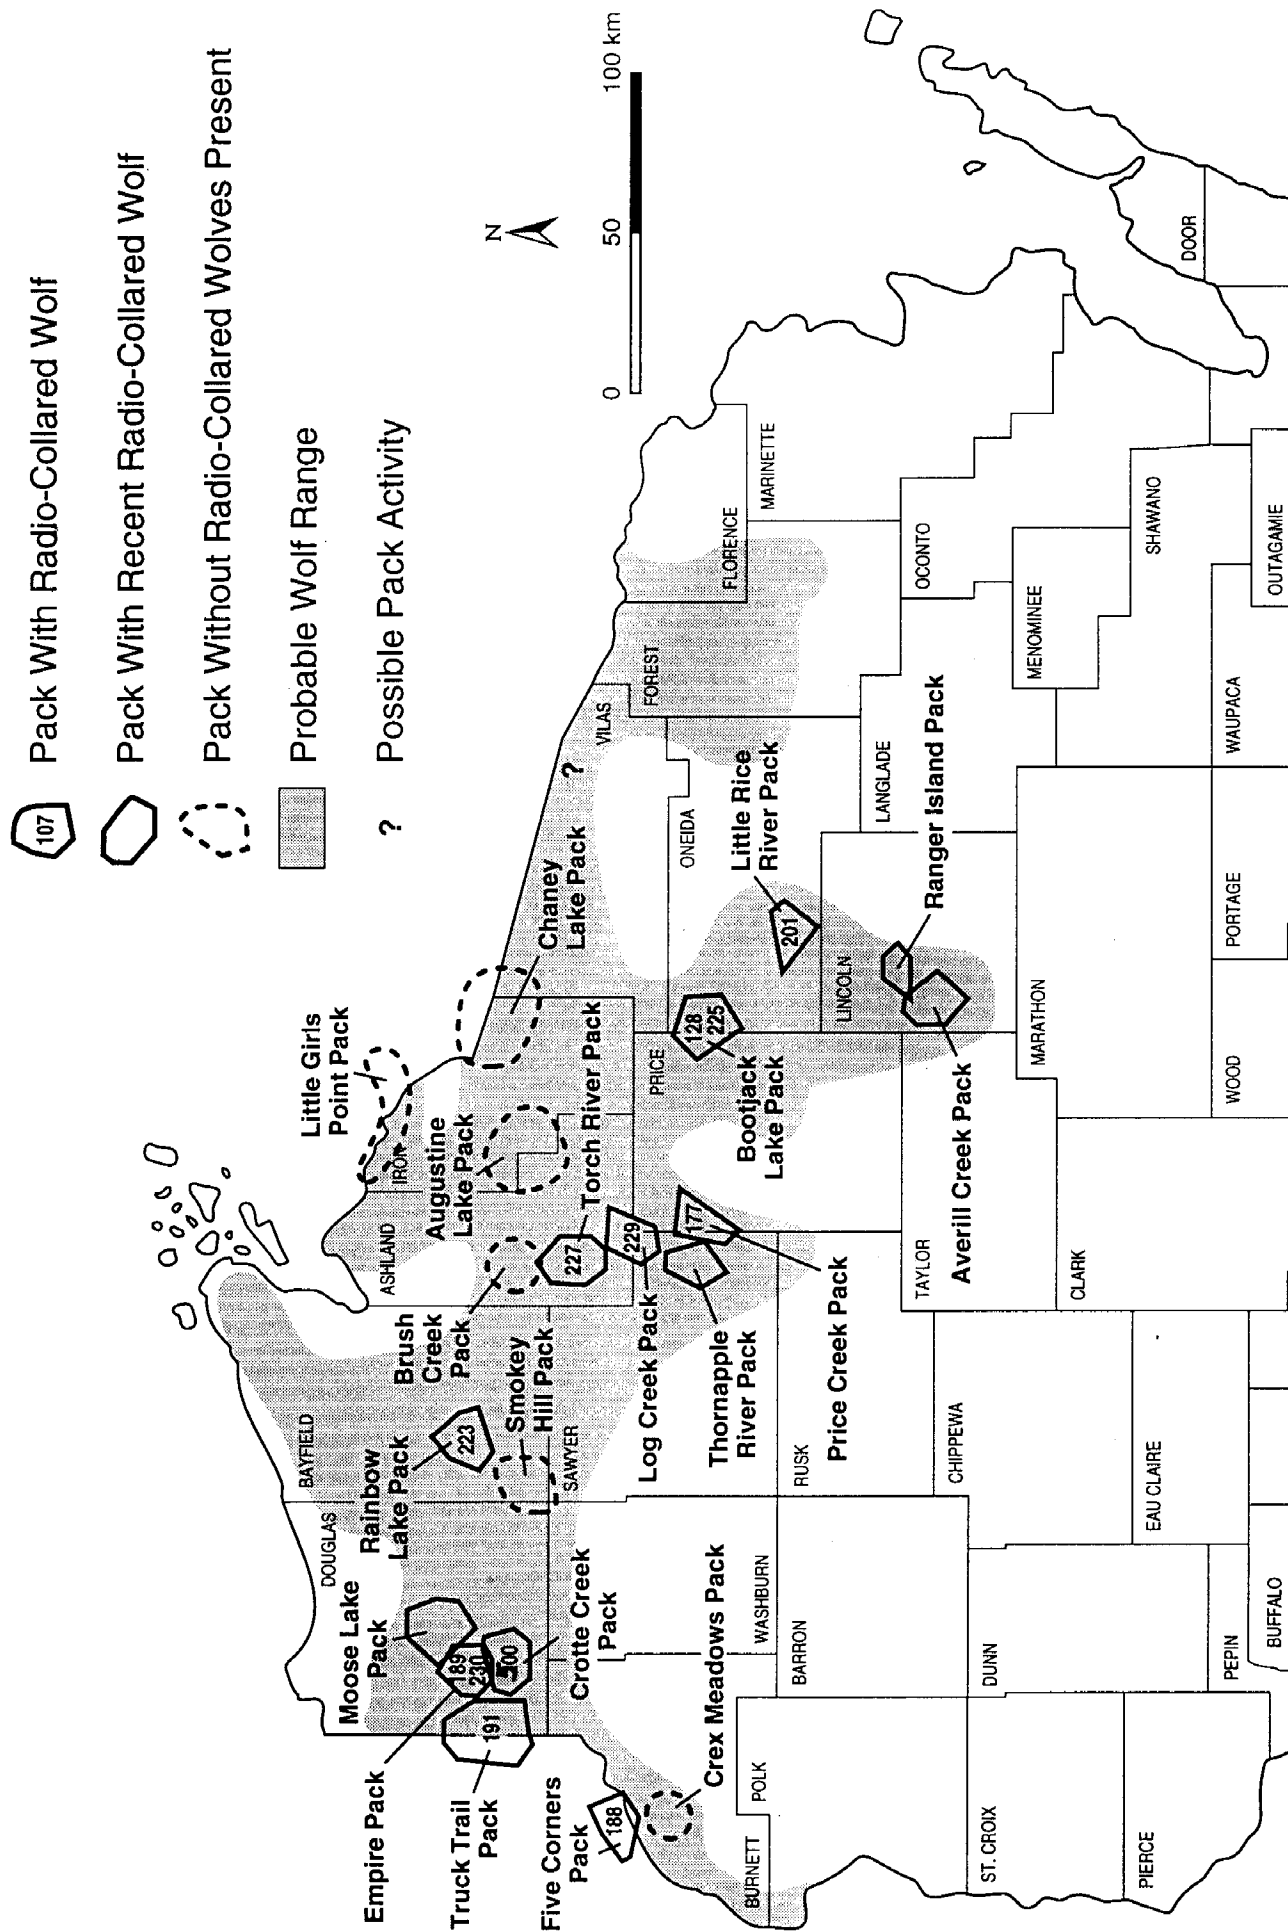 107
Pack With Radio-Collared Wolf
Pack With Recent Radio-Collared Wolf
Pack Without Radio-Collared Wolves Present
Probable Wolf Range
?
Possible Pack Activity
N
0
50
100 km
Empire Pack
Moose Lake
Pack
Truck Trail
Pack
Five Corners
Pack
Crotte Creek
Pack
Crex Meadows Pack
Rainbow
Lake Pack
Smokey
Hill Pack
Brush
Creek
Pack
Log Creek Pack
Thornapple
River Pack
Price Creek Pack
Augustine
Lake Pack
Torch River Pack
Little Girls
Point Pack
Chaney
Lake Pack
Bootjack
Lake Pack
Averill Creek Pack
Little Rice
River Pack
Ranger Island Pack
191
189
230
188
223
227
229
177
128
225
201
?
DOUGLAS
BAYFIELD
ASHLAND
IRON
VILAS
FOREST
FLORENCE
MARINETTE
BURNETT
WASHBURN
SAWYER
PRICE
ONEIDA
LINCOLN
LANGLADE
OCONTO
MENOMINEE
SHAWANO
DOOR
POLK
BARRON
RUSK
TAYLOR
CHIPPEWA
CLARK
MARATHON
ST. CROIX
DUNN
EAU CLAIRE
PIERCE
PEPIN
BUFFALO
WOOD
PORTAGE
WAUPACA
OUTAGAMIE